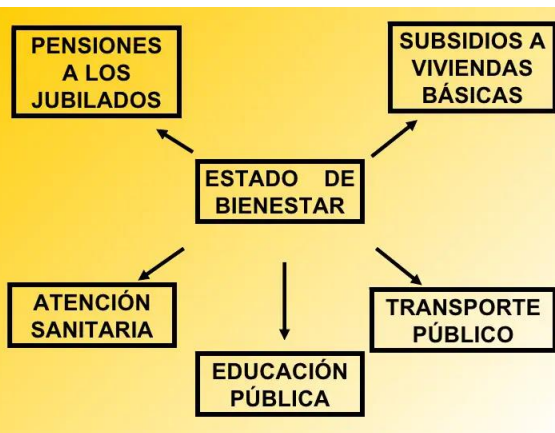 PENSIONES
A LOS
JUBILADOS
SUBSIDIOS A
VIVIENDAS
BÁSICAS
ESTADO DE
BIENESTAR
ATENCIÓN
SANITARIA
TRANSPORTE
PÚBLICO
EDUCACIÓN
PÚBLICA